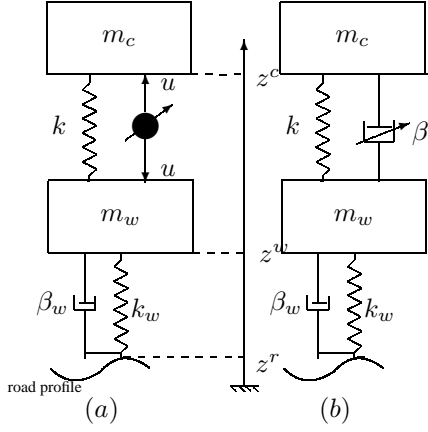 m_c m_c
u z^c
k k β
u
m_w m_w
z^w
β_w k_w β_w k_w
z^r
road profile
(a) (b)